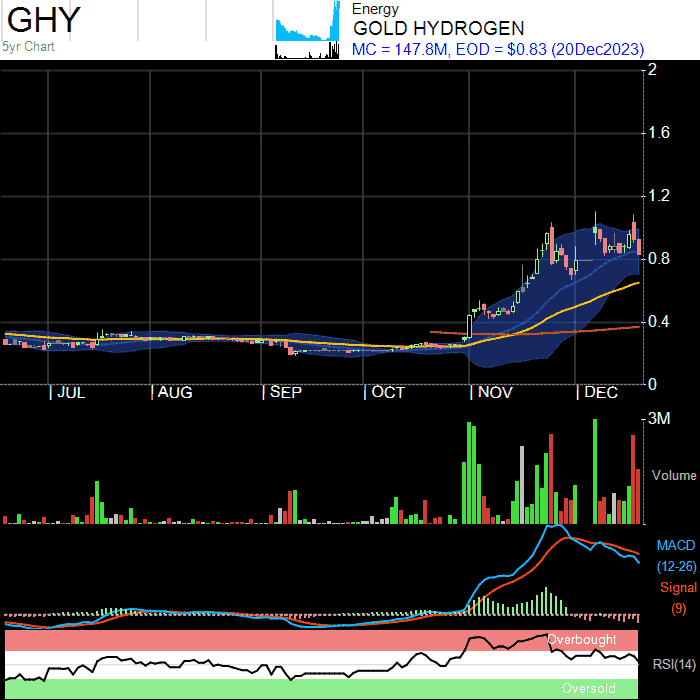 GHY
5yr Chart
Energy
GOLD HYDROGEN
MC = 147.8M, EOD = $0.83 (20Dec2023)
2
1.6
1.2
0.8
0.4
0
| JUL | AUG | SEP | OCT | NOV | DEC
3M
Volume
MACD
(12-26)
Signal
(9)
Overbought
RSI(14)
Oversold